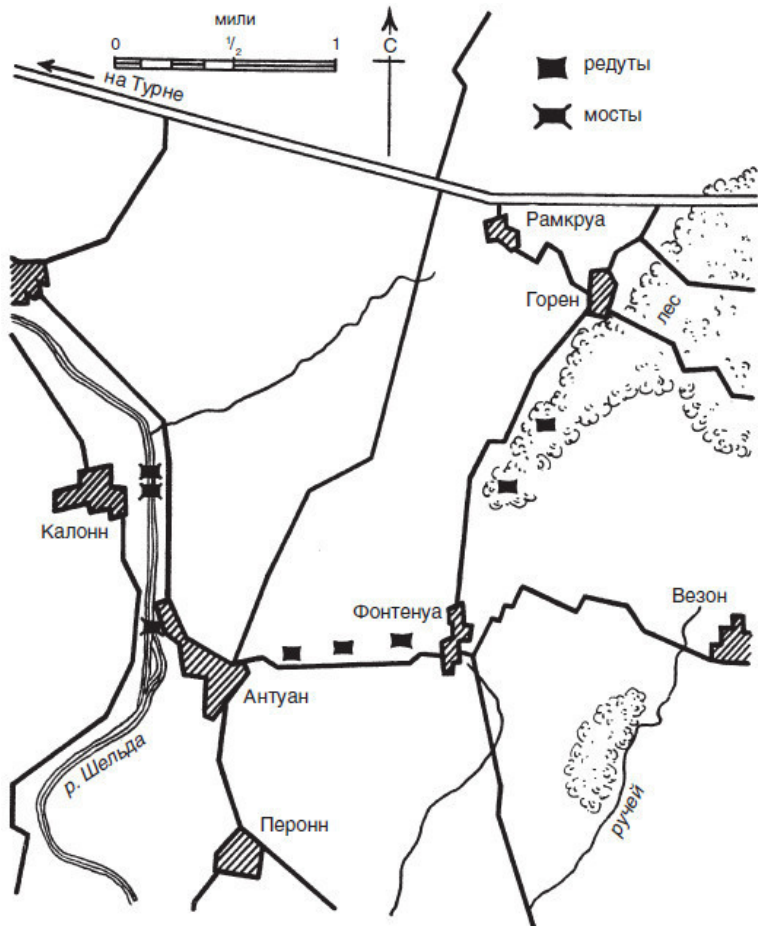 мили
0 1/2 1
С
на Турне
редуты
мосты
Рамкруа
Горен
лес
Калонн
Фонтенуа
Везон
Антуан
р. Шельда
ручей
Перонн